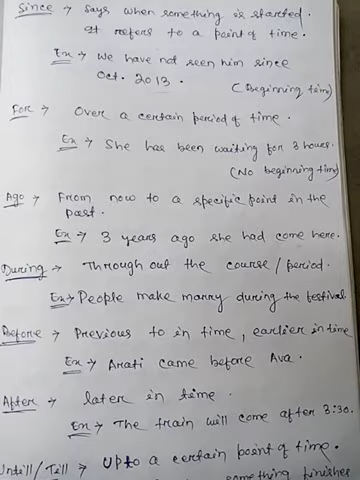 Since → Says when something is started.
It refers to a point of time.
Ex → We have not seen him since
Oct. 2013.
(Beginning time)
For → Over a certain period of time.
Ex → She has been waiting for 3 hours.
(No beginning time)
Ago → From now to a specific point in the
past.
Ex → 3 years ago she had come here.
During → Through out the course/period.
Ex → People make marry during the festival.
Before → Previous to in time, earlier in time
Ex → Arati came before Ava.
After → later in time.
Ex → The train will come after 3:30.
Untill/Till → Upto a certain point of time.
something finishes